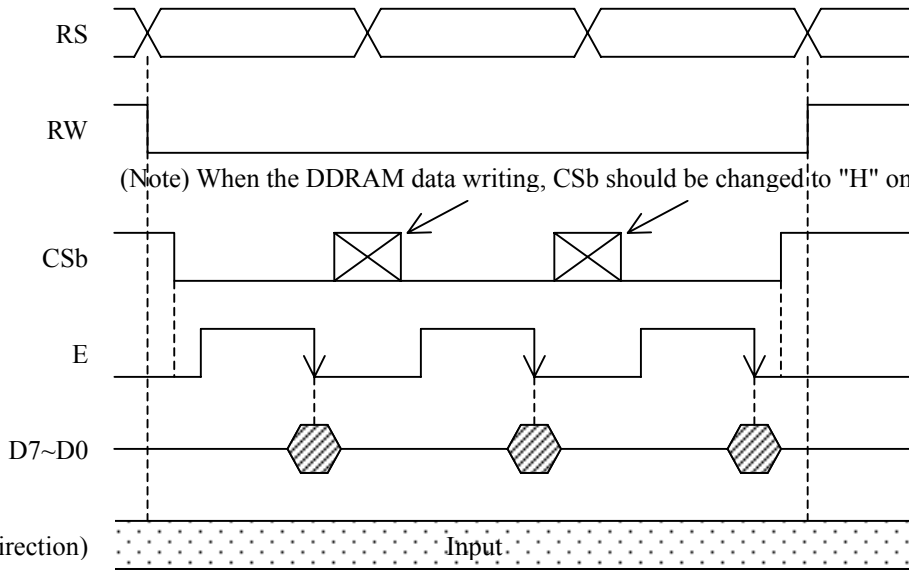 RS
RW
(Note) When the DDRAM data writing, CSb should be changed to "H" on
CSb
E
D7~D0
irection)
Input